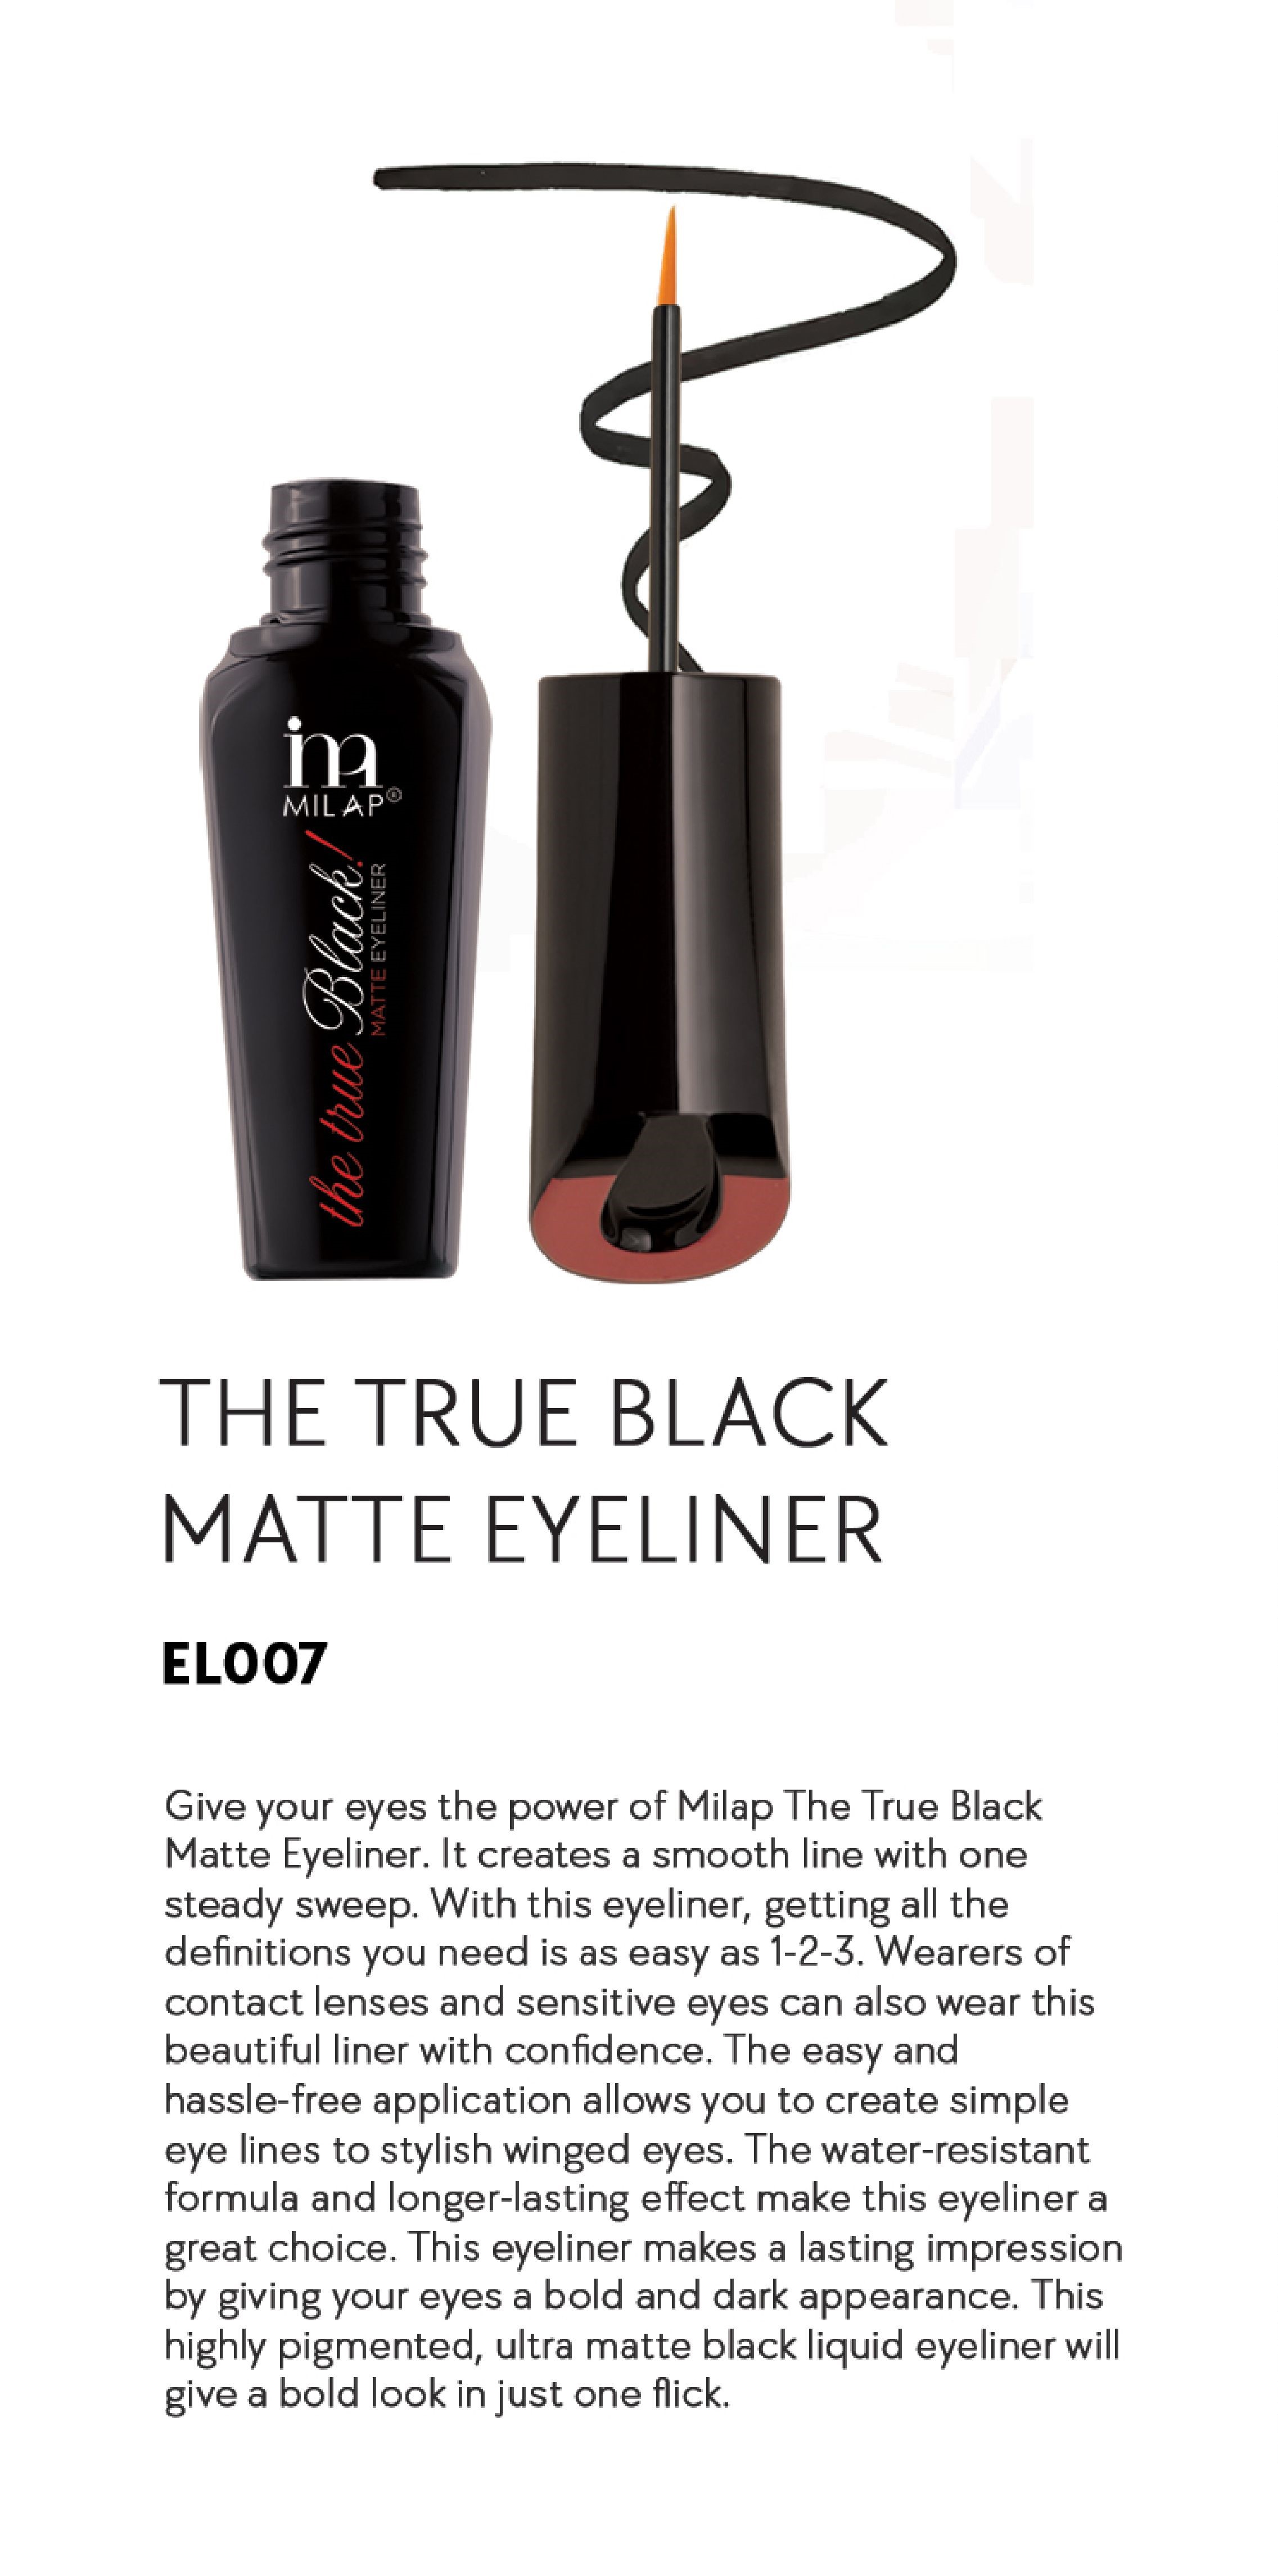 im
MILAP®
the true Black!
MATTE EYELINER
THE TRUE BLACK
MATTE EYELINER
EL007
Give your eyes the power of Milap The True Black
Matte Eyeliner. It creates a smooth line with one
steady sweep. With this eyeliner, getting all the
definitions you need is as easy as 1-2-3. Wearers of
contact lenses and sensitive eyes can also wear this
beautiful liner with confidence. The easy and
hassle-free application allows you to create simple
eye lines to stylish winged eyes. The water-resistant
formula and longer-lasting effect make this eyeliner a
great choice. This eyeliner makes a lasting impression
by giving your eyes a bold and dark appearance. This
highly pigmented, ultra matte black liquid eyeliner will
give a bold look in just one flick.